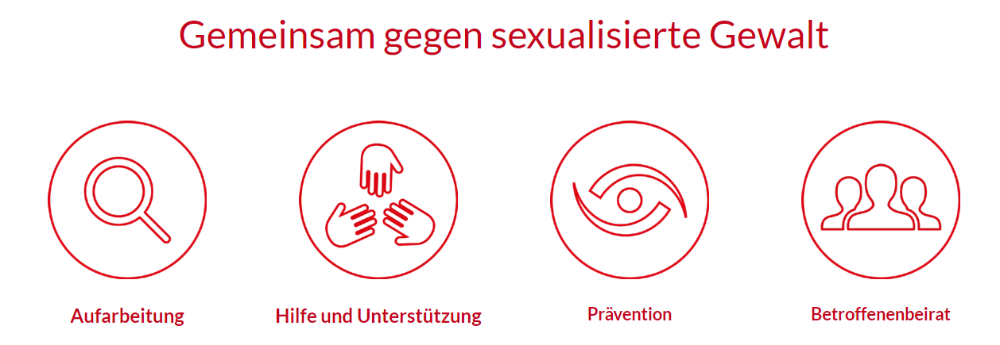 Gemeinsam gegen sexualisierte Gewalt
Aufarbeitung
Hilfe und Unterstützung
Prävention
Betroffenenbeirat